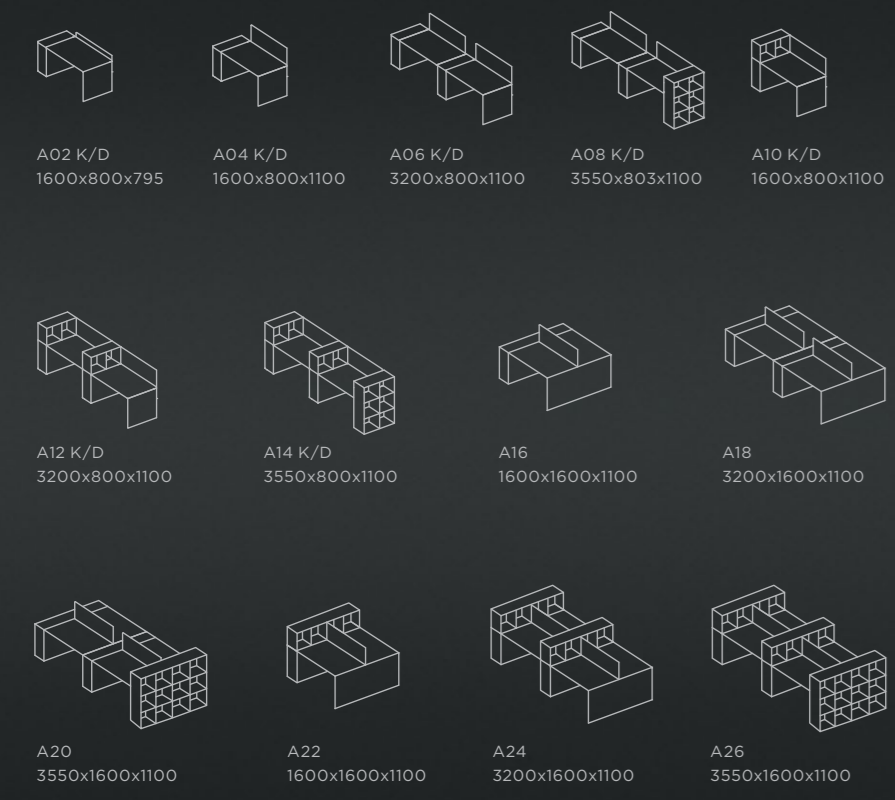 A02 K/D
1600x800x795
A04 K/D
1600x800x1100
A06 K/D
3200x800x1100
A08 K/D
3550x803x1100
A10 K/D
1600x800x1100
A12 K/D
3200x800x1100
A14 K/D
3550x800x1100
A16
1600x1600x1100
A18
3200x1600x1100
A20
3550x1600x1100
A22
1600x1600x1100
A24
3200x1600x1100
A26
3550x1600x1100